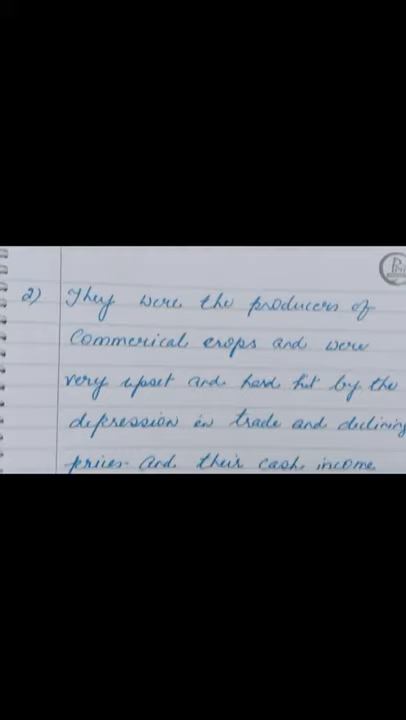 2) They were the producers of
Commerical crops and were
very upset and hard hit by the
depression in trade and declining
prices. And their cash income